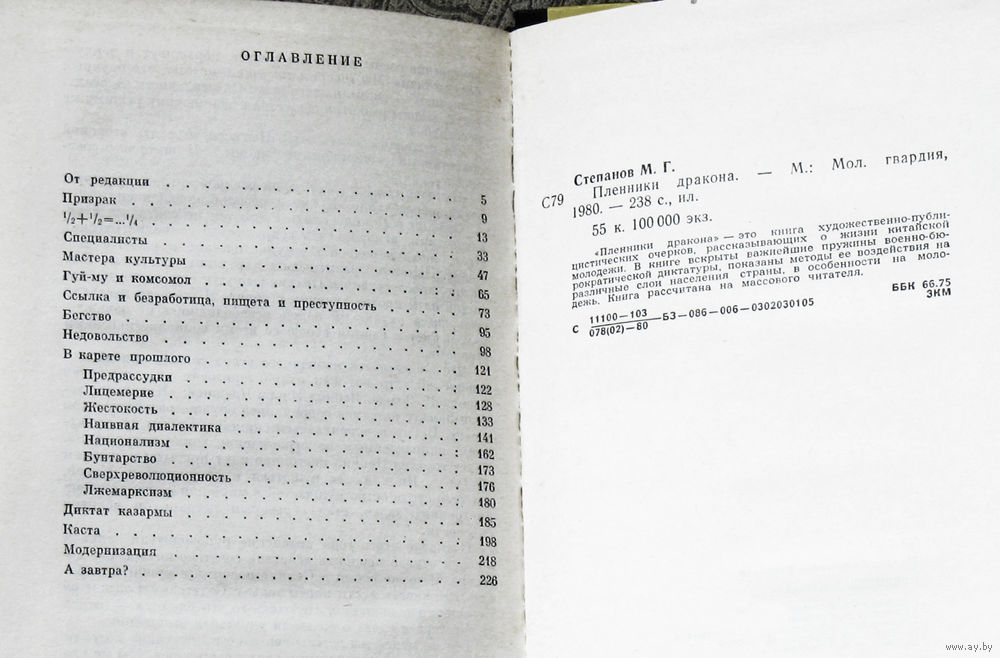 ОГЛАВЛЕНИЕ
От редакции . . . . . . . . . . . . . . . . 5
Призрак . . . . . . . . . . . . . . . . 9
1/2+1/2=...1/4 . . . . . . . . . . . . . . . . 13
Специалисты . . . . . . . . . . . . . . . . 33
Мастера культуры . . . . . . . . . . . . . . . . 47
Гуй-му и комсомол . . . . . . . . . . . . . . . . 65
Ссылка и безработица, нищета и преступность . . . . . 73
Бегство . . . . . . . . . . . . . . . . 95
Недовольство . . . . . . . . . . . . . . . . 98
В карете прошлого . . . . . . . . . . . . . . . . 121
Предрассудки . . . . . . . . . . . . . . . . 122
Лицемерие . . . . . . . . . . . . . . . . 128
Жестокость . . . . . . . . . . . . . . . . 133
Наивная диалектика . . . . . . . . . . . . . . 141
Национализм . . . . . . . . . . . . . . . . 162
Бунтарство . . . . . . . . . . . . . . . . 173
Сверхреволюционность . . . . . . . . . . . . 176
Лжемарксизм . . . . . . . . . . . . . . . . 180
Диктат казармы . . . . . . . . . . . . . . . . 185
Каста . . . . . . . . . . . . . . . . 198
Модернизация . . . . . . . . . . . . . . . . 218
А завтра? . . . . . . . . . . . . . . . . 226
Степанов М. Г.
С79 Пленники дракона. — М.: Мол. гвардия,
1980. — 238 с., ил.
55 к. 100 000 экз.
«Пленники дракона» — это книга художественно-публи-
цистических очерков, рассказывающих о жизни китайской
молодежи. В книге вскрыты важнейшие пружины военно-бю-
рократической диктатуры, показаны методы ее воздействия на
различные слои населения страны, в особенности на моло-
дежь. Книга рассчитана на массового читателя.
С 11100—103/078(02)—80 БЗ—086—006—0302030105
ББК 66.75
ЗКМ
www.ay.by